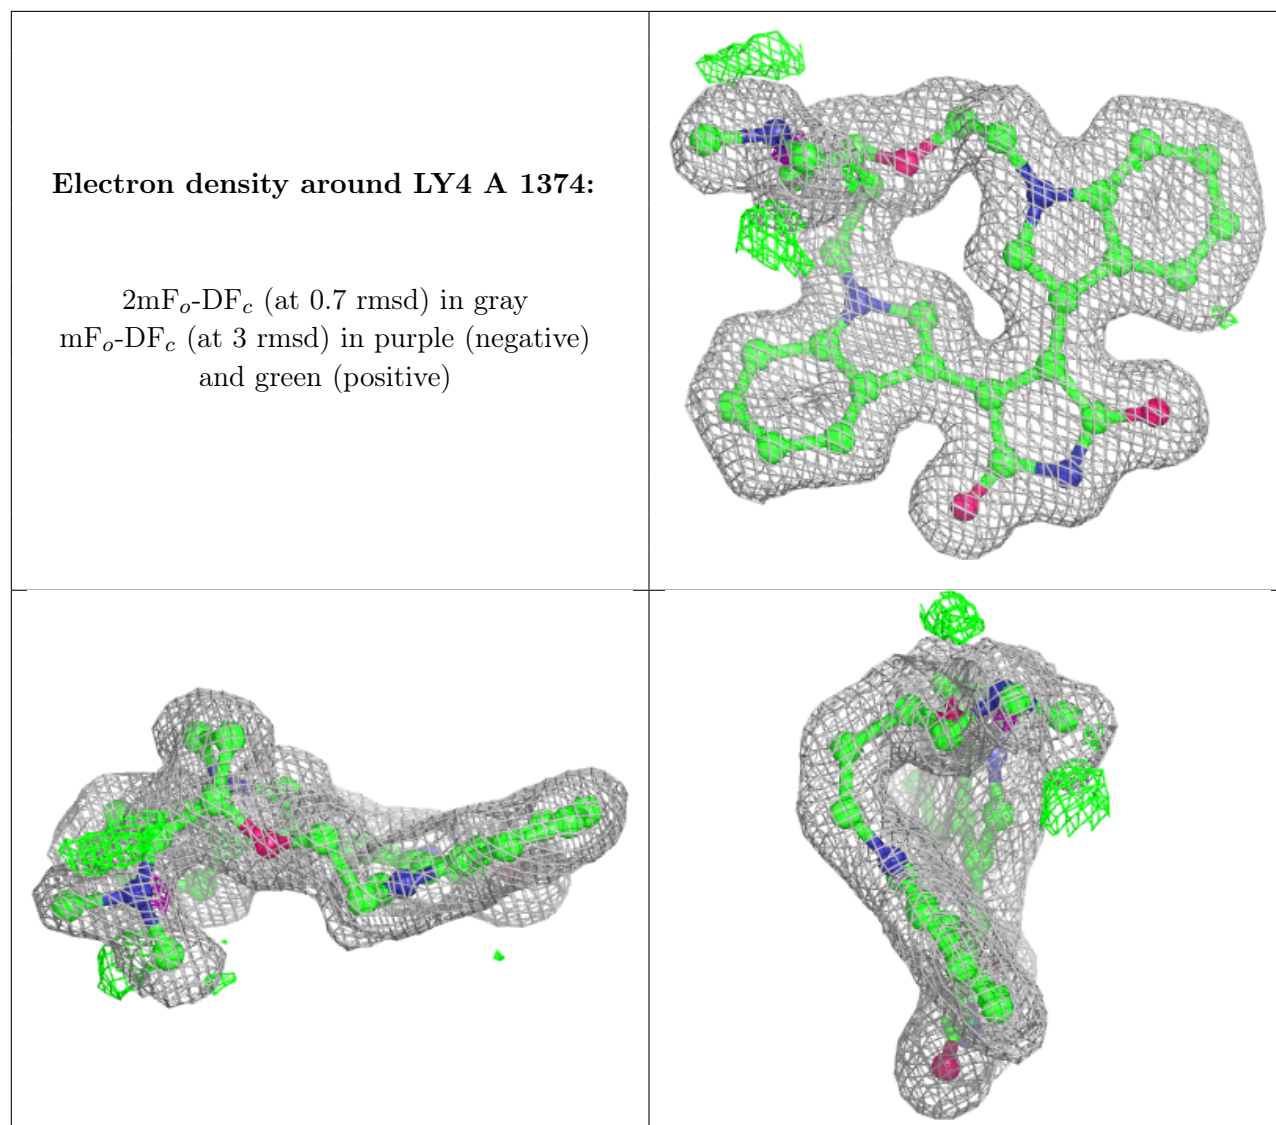 Electron density around LY4 A 1374:
2mFo-DFc (at 0.7 rmsd) in gray
mFo-DFc (at 3 rmsd) in purple (negative)
and green (positive)